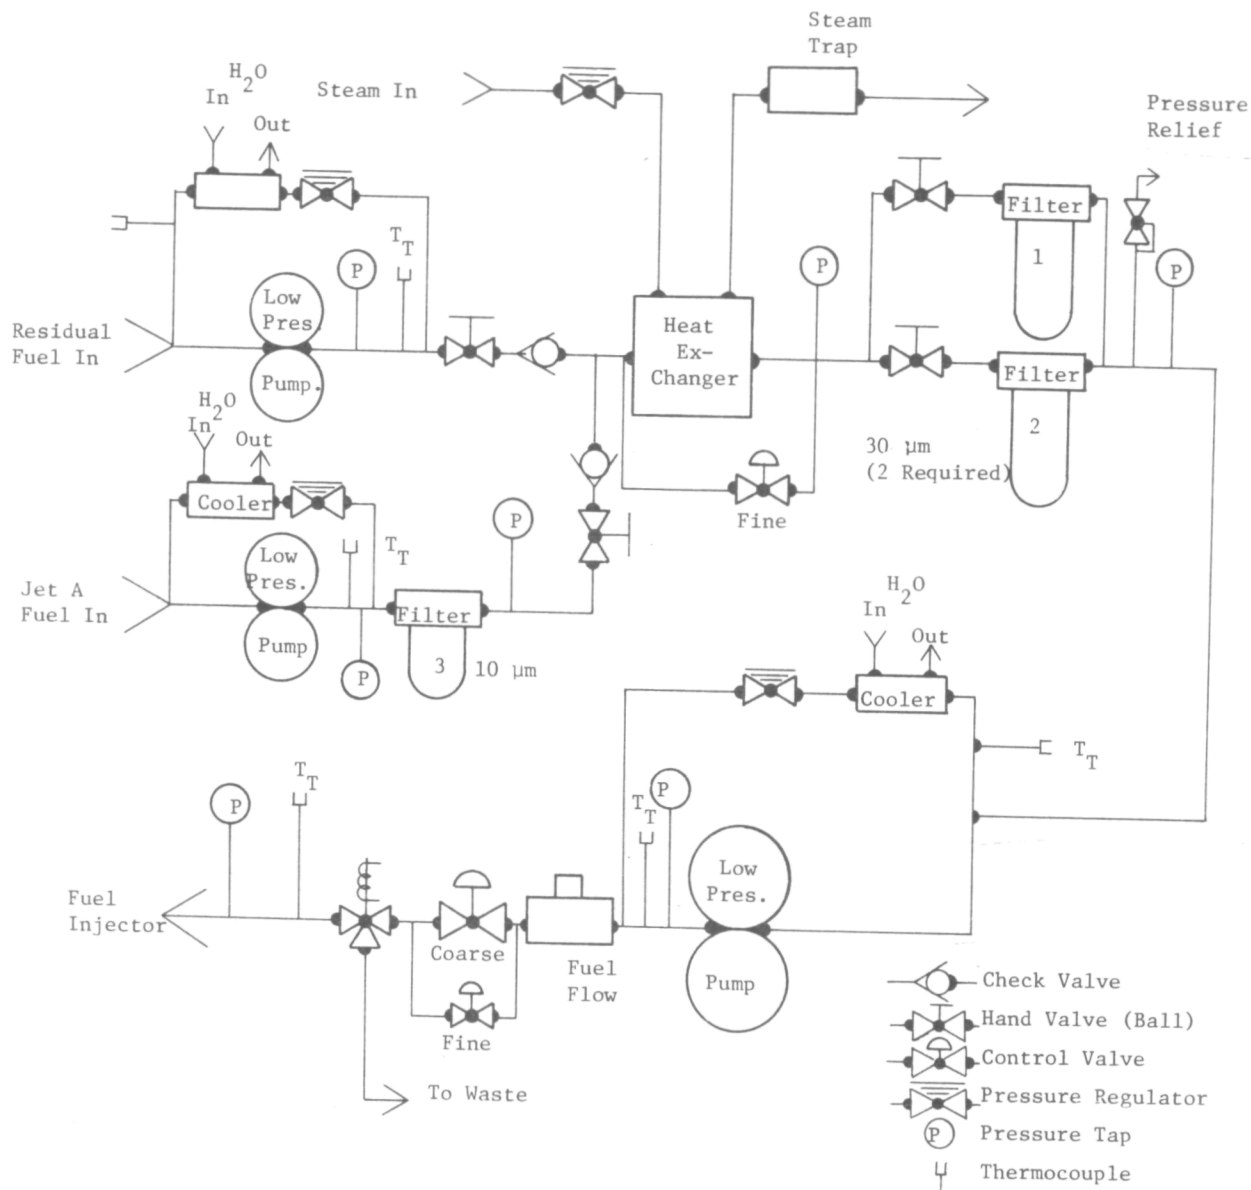 Steam
Trap
H2O
In
Out
Steam In
Pressure
Relief
Filter
1
TT
P
P
P
Low
Pres.
Pump.
Residual
Fuel In
Heat
Ex-
Changer
Filter
2
30 µm
(2 Required)
H2O
In
Out
Cooler
Fine
P
TT
Low
Pres.
Pump
Jet A
Fuel In
Filter
3
10 µm
P
H2O
In
Out
Cooler
TT
P
TT
P
TT
Low
Pres.
Pump
Fuel
Injector
Coarse
Fuel
Flow
Fine
To Waste
Check Valve
Hand Valve (Ball)
Control Valve
Pressure Regulator
P
Pressure Tap
Thermocouple